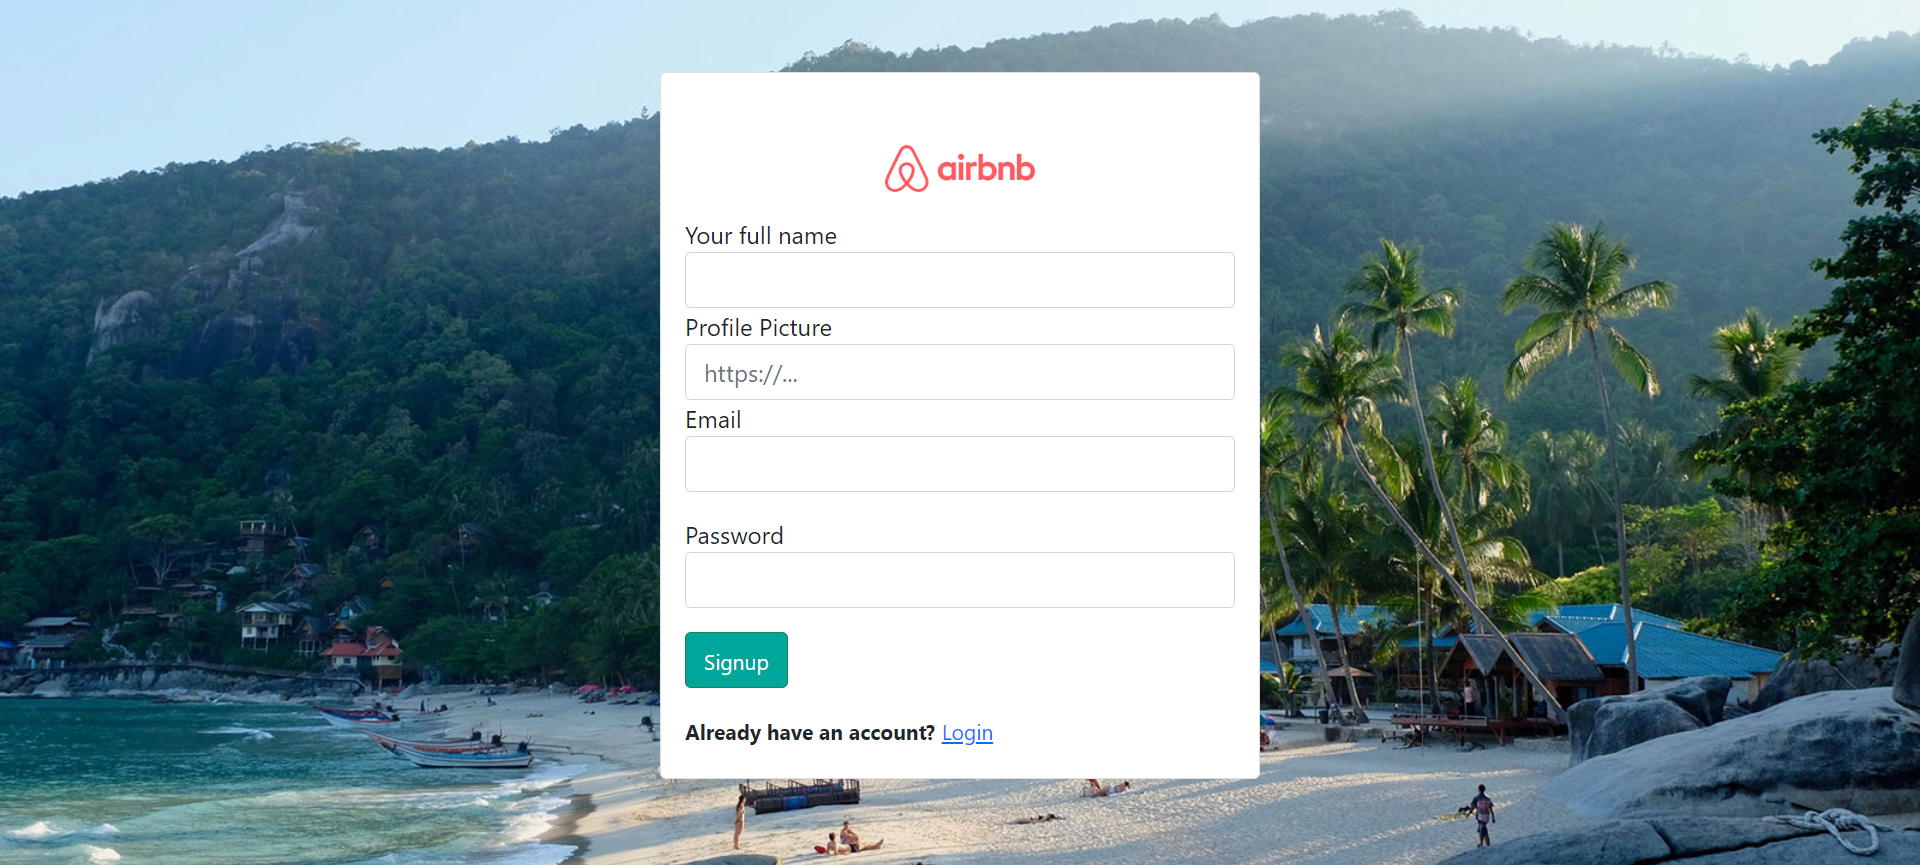 airbnb
Your full name
Profile Picture
https://...
Email
Password
Signup
Already have an account? Login